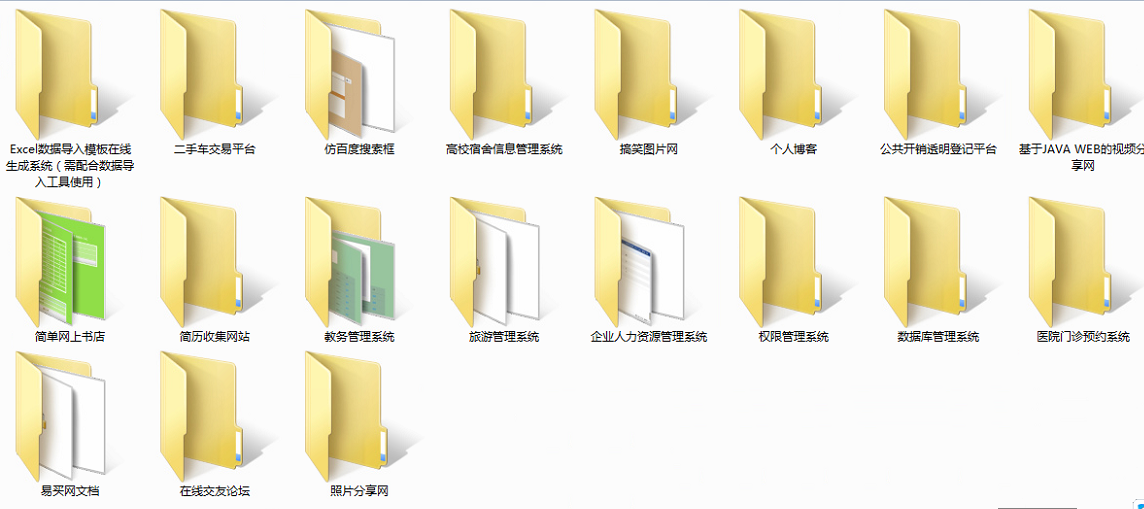 Excel数据导入模板在线
生成系统（需配合数据导
入工具使用）
二手车交易平台
仿百度搜索框
高校宿舍信息管理系统
搞笑图片网
个人博客
公共开销透明登记平台
基于JAVA WEB的视频分
享网
简单网上书店
简历收集网站
教务管理系统
旅游管理系统
企业人力资源管理系统
权限管理系统
数据库管理系统
医院门诊预约系统
易买网文档
在线交友论坛
照片分享网